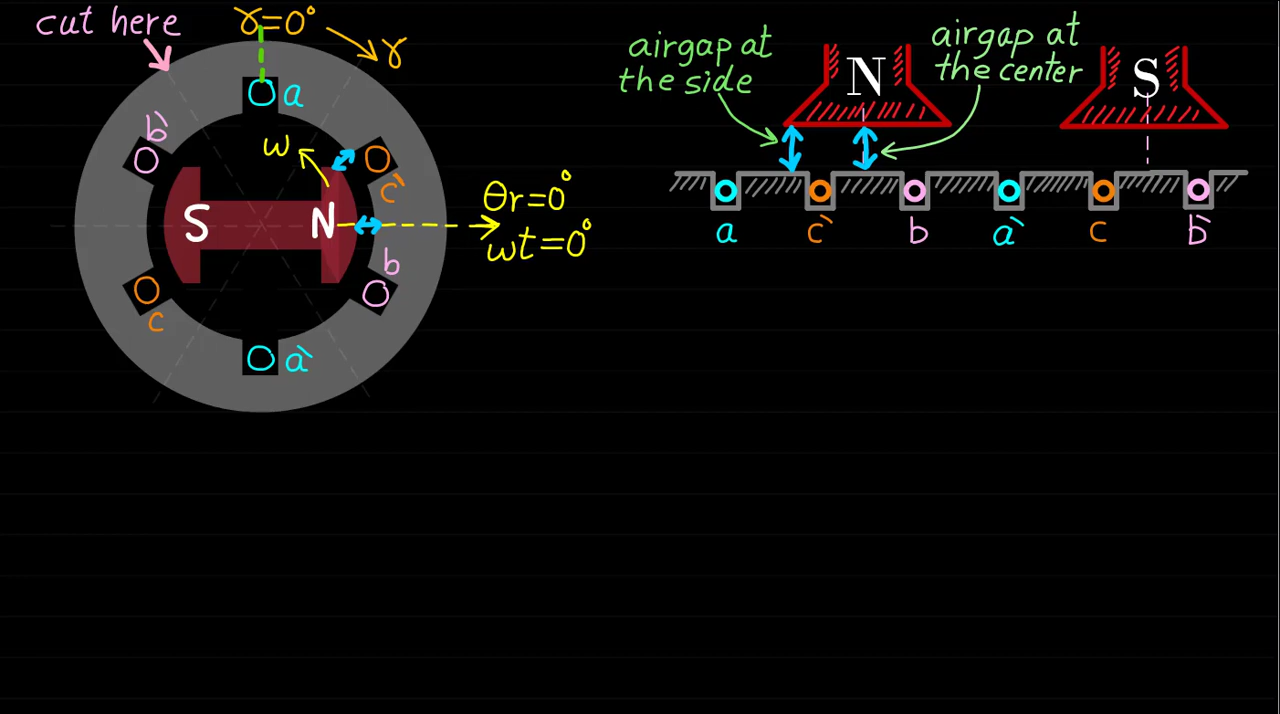 cut here
γ=0°
γ
a
b`
c`
ω
S
N
θr=0°
ωt=0°
b
c
a`
airgap at
the side
N
airgap at
the center
S
a
c`
b
a`
c
b`